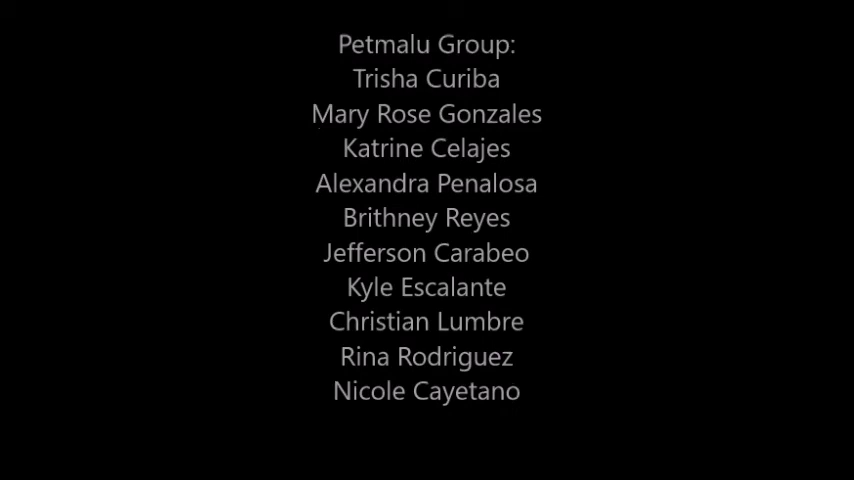 Petmalu Group:
Trisha Curiba
Mary Rose Gonzales
Katrine Celajes
Alexandra Penalosa
Brithney Reyes
Jefferson Carabeo
Kyle Escalante
Christian Lumbre
Rina Rodriguez
Nicole Cayetano